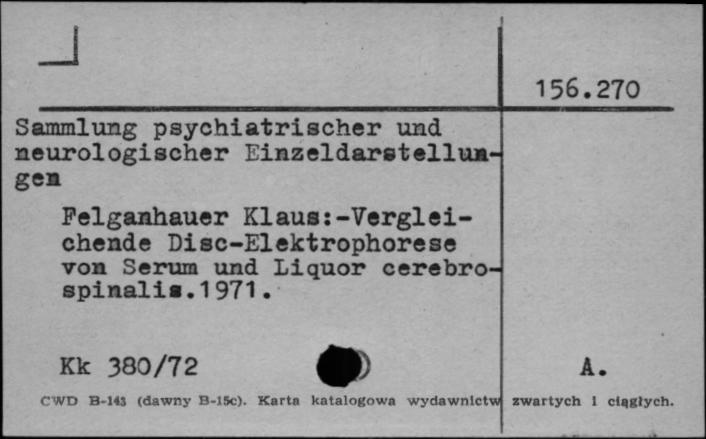 156.270
Sammlung psychiatrischer und
neurologischer Einzeldarstellun-
gen
Felganhauer Klaus:-Verglei-
chende Disc-Elektrophorese
von Serum und Liquor cerebro-
spinalis.1971.
Kk 380/72 A.
CWD B-143 (dawny B-15c). Karta katalogowa wydawnictw zwartych i ciągłych.